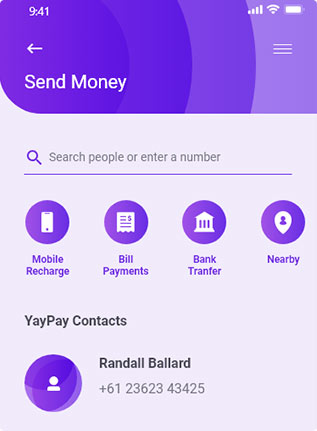 9:41
Send Money
Search people or enter a number
Mobile
Recharge
Bill
Payments
Bank
Tranfer
Nearby
YayPay Contacts
Randall Ballard
+61 23623 43425